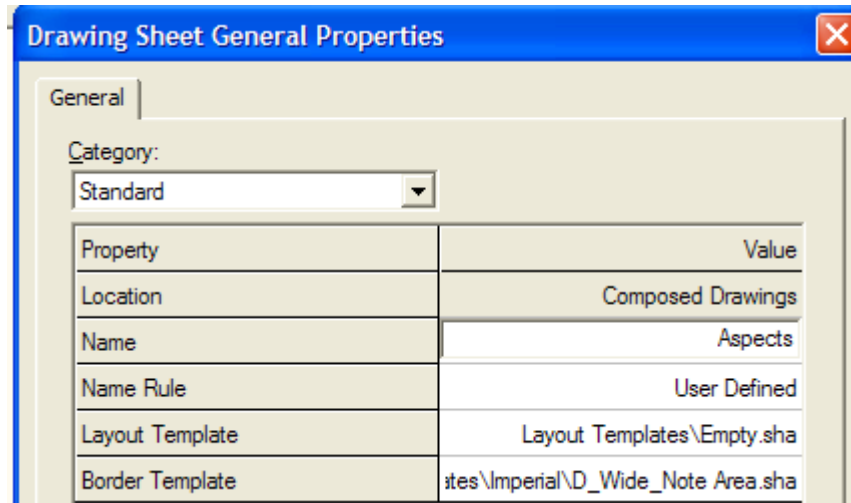 Drawing Sheet General Properties
General
Category:
Standard
Property Value
Location Composed Drawings
Name Aspects
Name Rule User Defined
Layout Template Layout Templates\Empty.sha
Border Template ates\Imperial\D_Wide_Note Area.sha